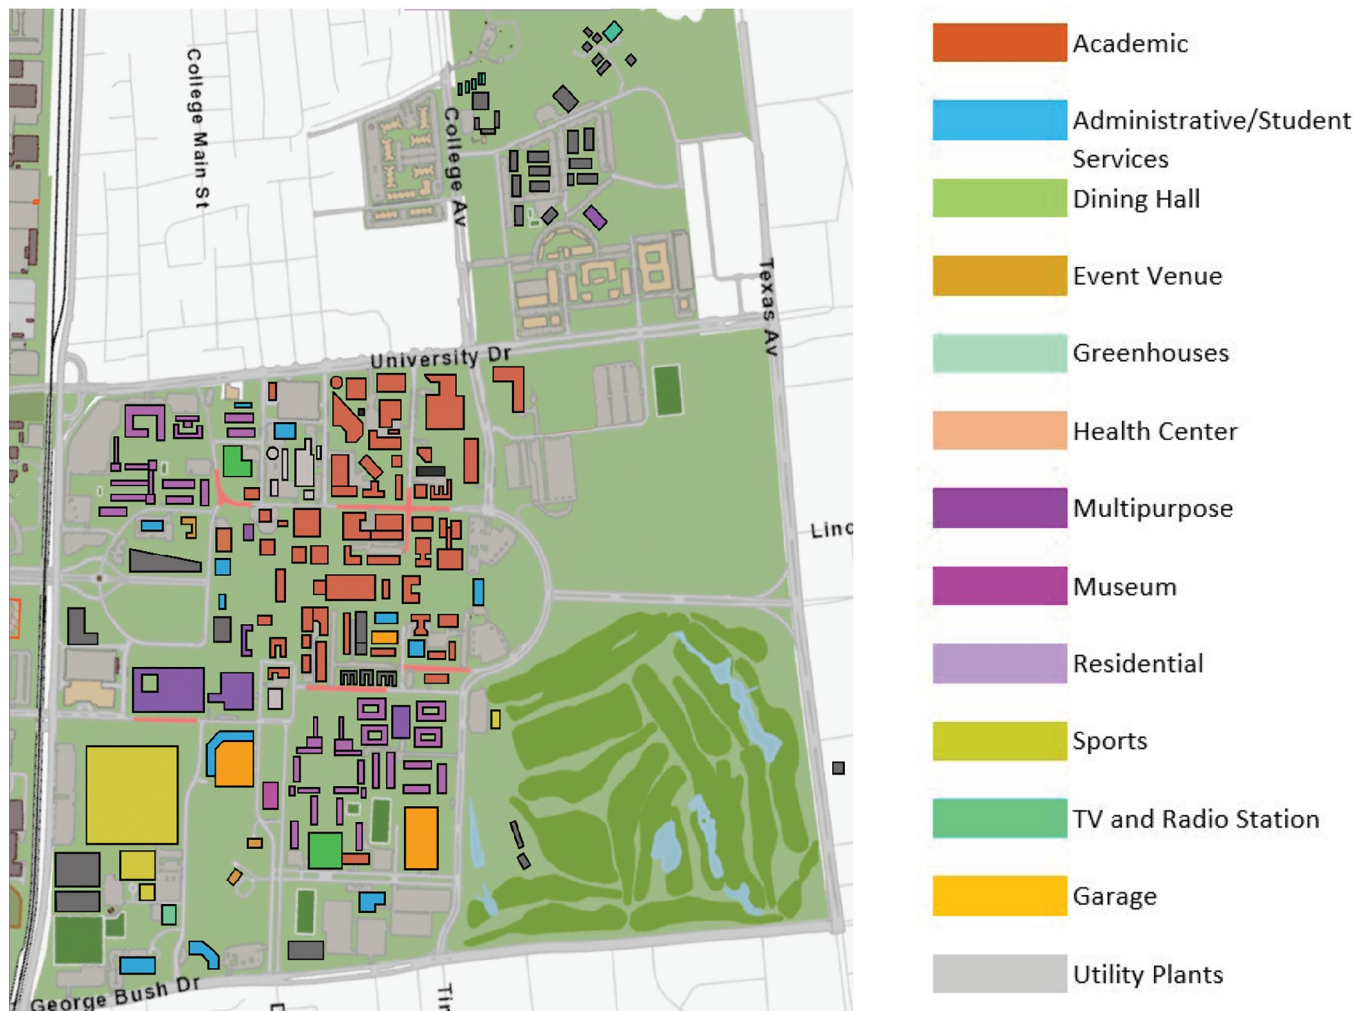 College Main St
College Av
Texas Av
University Dr
Linc
George Bush Dr
Tir
Academic
Administrative/Student
Services
Dining Hall
Event Venue
Greenhouses
Health Center
Multipurpose
Museum
Residential
Sports
TV and Radio Station
Garage
Utility Plants